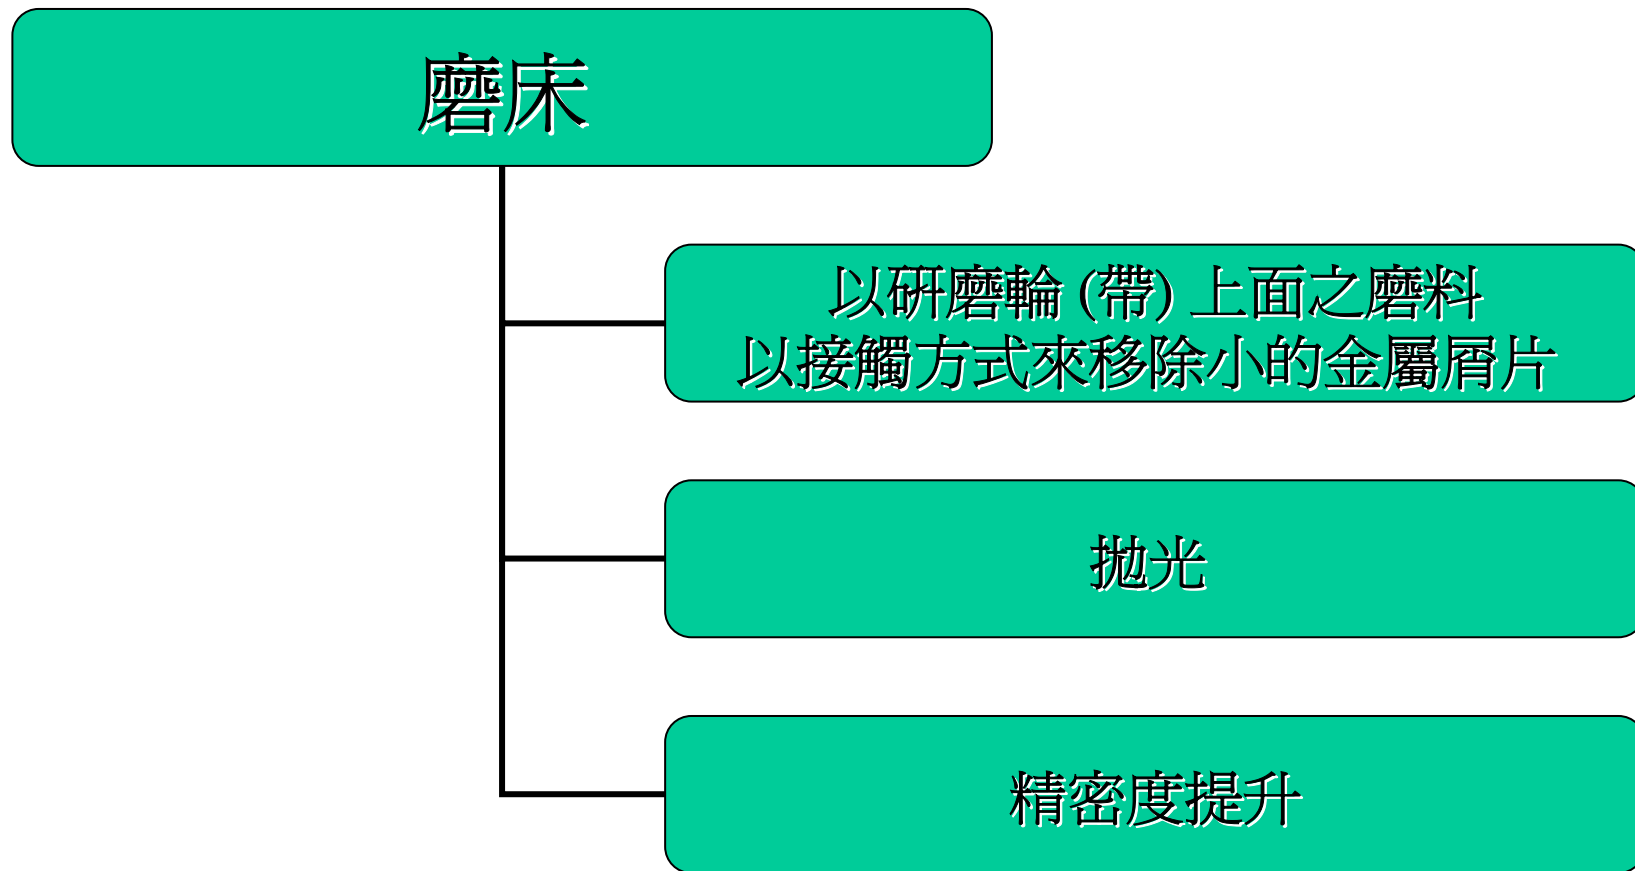 磨床
以研磨輪 (帶) 上面之磨料
以接觸方式來移除小的金屬屑片
拋光
精密度提升